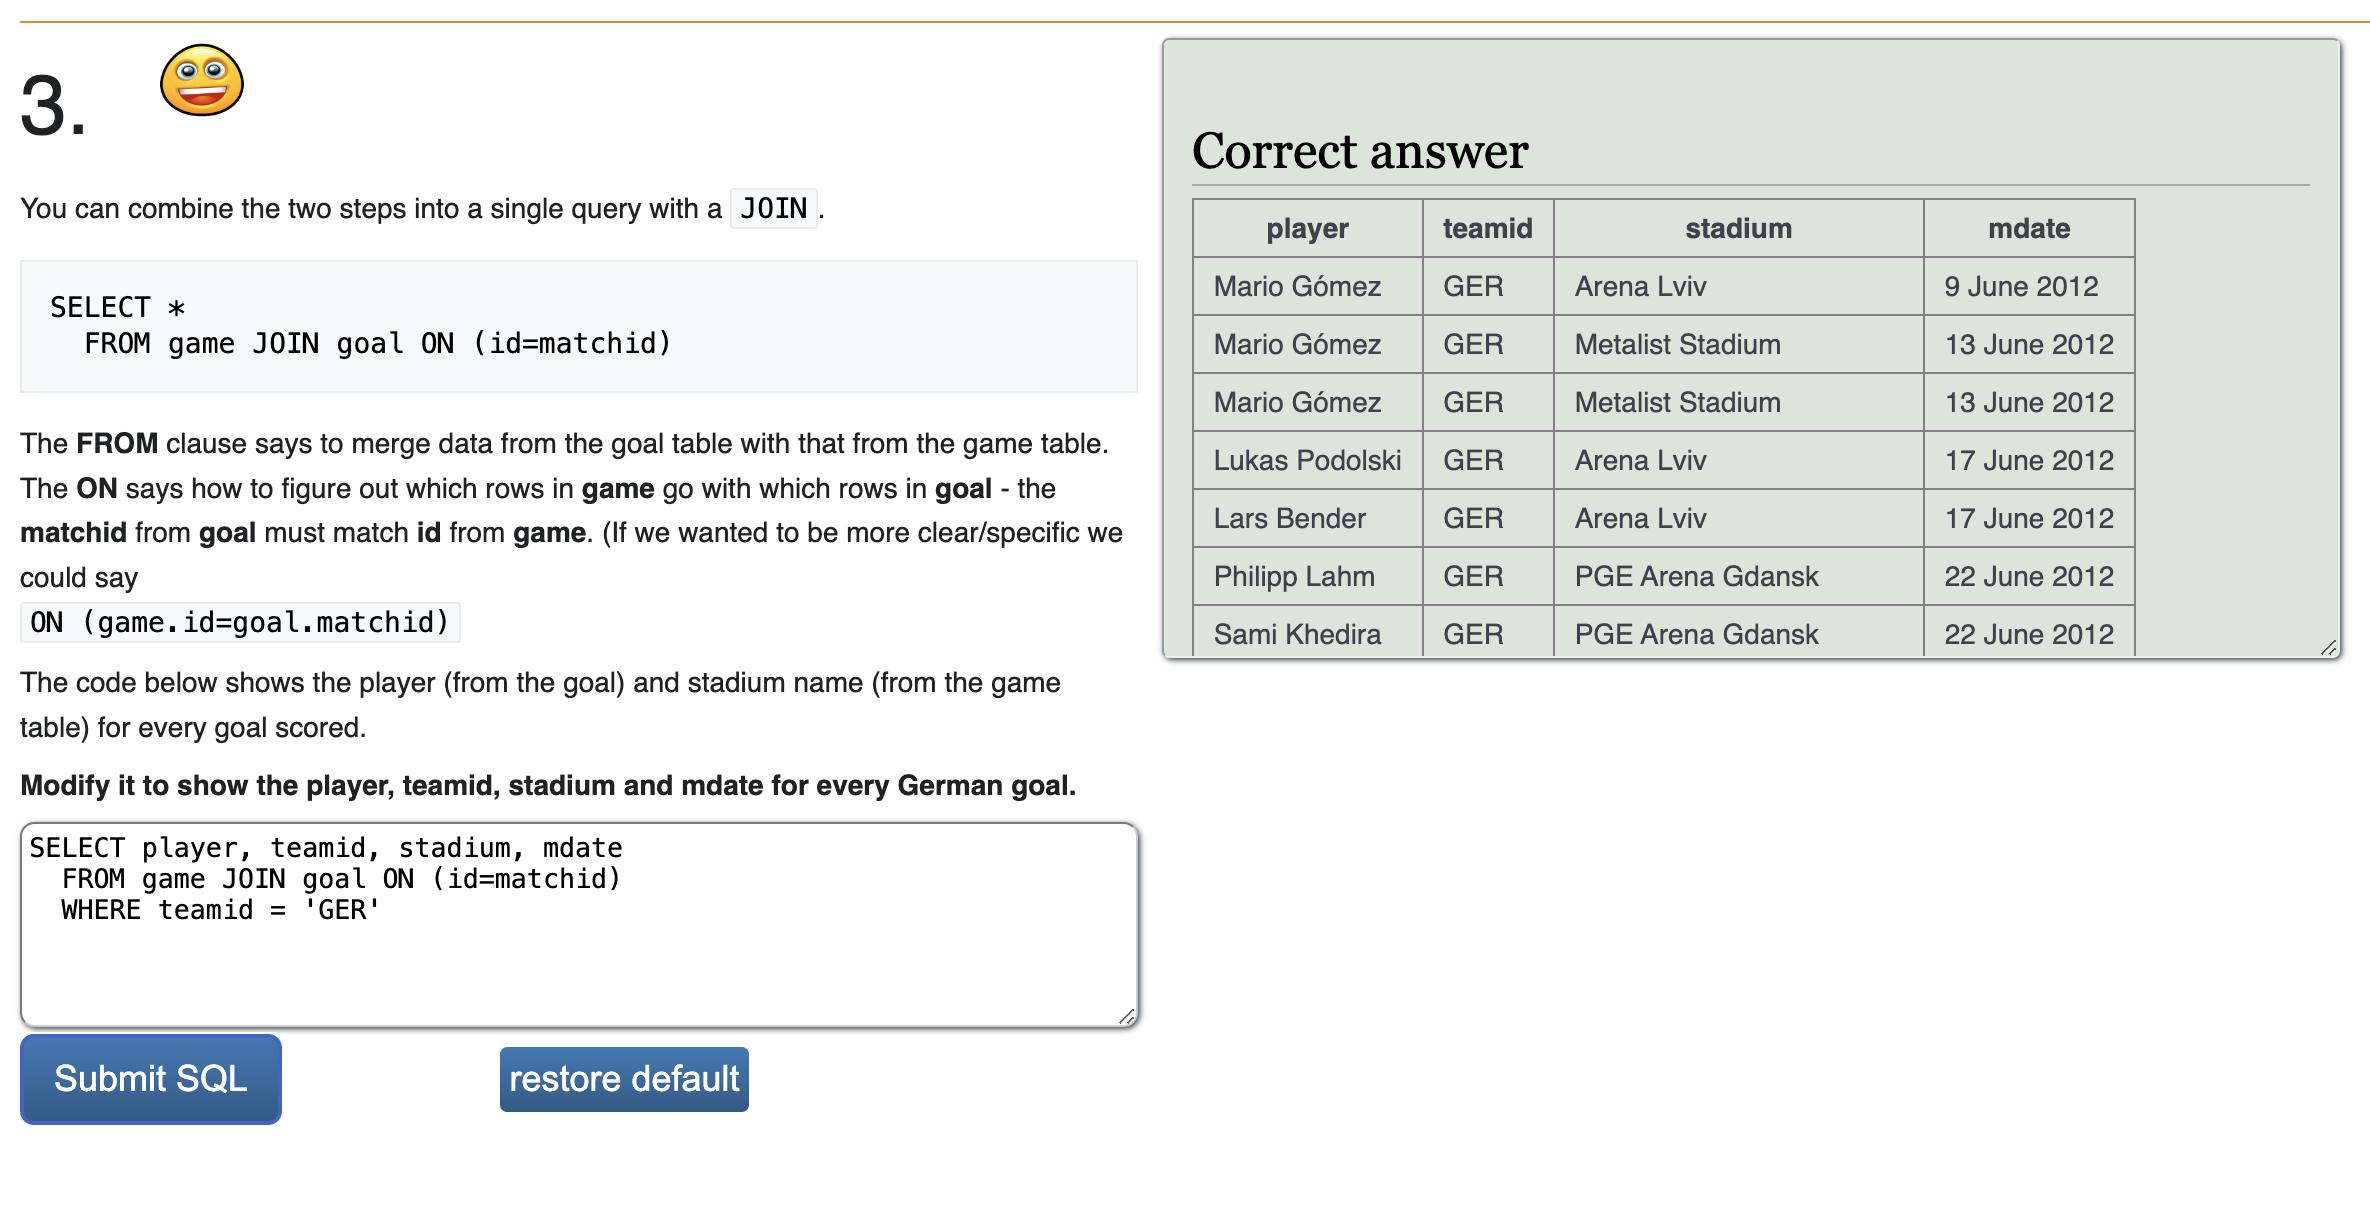 3.
You can combine the two steps into a single query with a JOIN.
SELECT *
FROM game JOIN goal ON (id=matchid)
The FROM clause says to merge data from the goal table with that from the game table.
The ON says how to figure out which rows in game go with which rows in goal - the
matchid from goal must match id from game. (If we wanted to be more clear/specific we
could say
ON (game.id=goal.matchid)
The code below shows the player (from the goal) and stadium name (from the game
table) for every goal scored.
Modify it to show the player, teamid, stadium and mdate for every German goal.
SELECT player, teamid, stadium, mdate
FROM game JOIN goal ON (id=matchid)
WHERE teamid = 'GER'
Submit SQL restore default
Correct answer
player teamid stadium mdate
Mario Gómez GER Arena Lviv 9 June 2012
Mario Gómez GER Metalist Stadium 13 June 2012
Mario Gómez GER Metalist Stadium 13 June 2012
Lukas Podolski GER Arena Lviv 17 June 2012
Lars Bender GER Arena Lviv 17 June 2012
Philipp Lahm GER PGE Arena Gdansk 22 June 2012
Sami Khedira GER PGE Arena Gdansk 22 June 2012